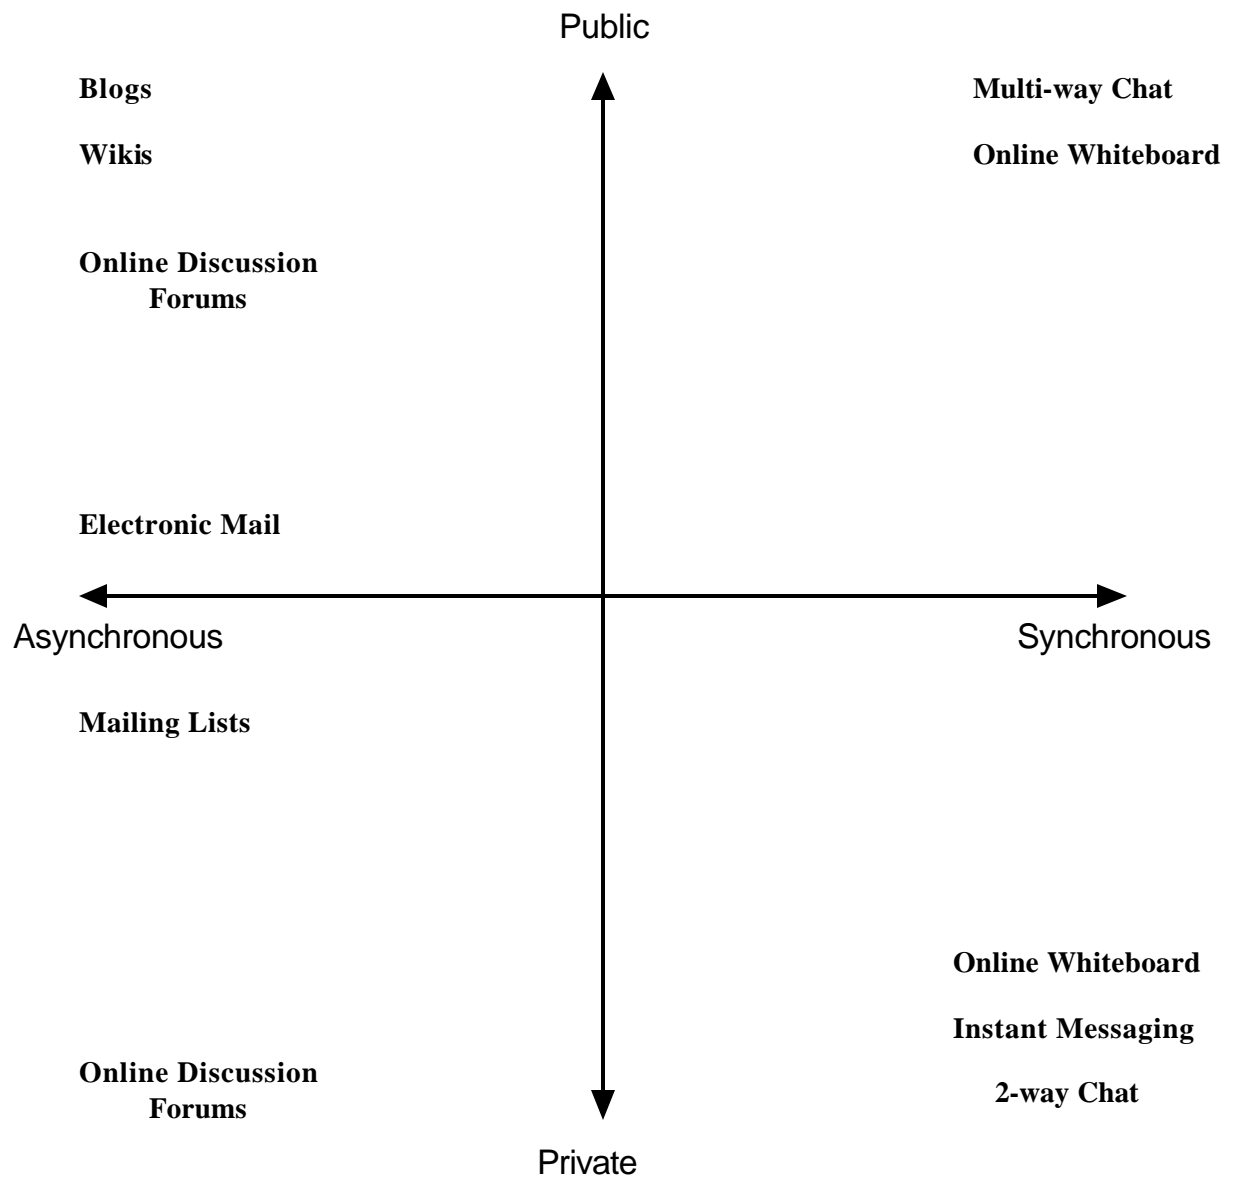 Public
Blogs
Multi-way Chat
Wikis
Online Whiteboard
Online Discussion
Forums
Electronic Mail
Asynchronous
Synchronous
Mailing Lists
Online Whiteboard
Instant Messaging
Online Discussion
Forums
2-way Chat
Private